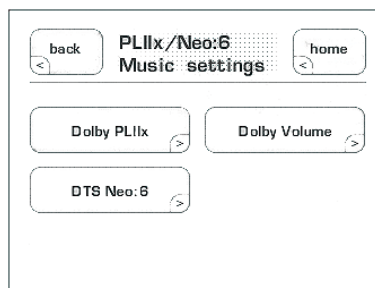 back
PLIIx/Neo:6
Music settings
home
<
<
Dolby PLIIx
>
Dolby Volume
>
DTS Neo:6
>